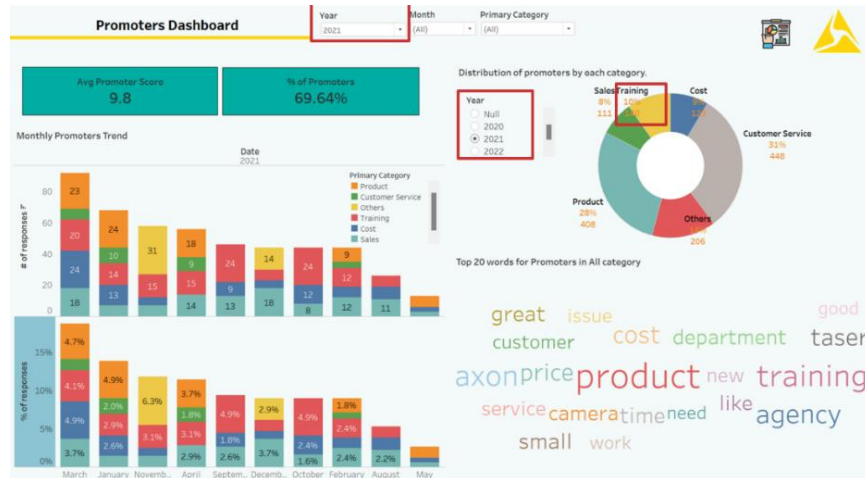 Promoters Dashboard
Year
2021
Month
(All)
Primary Category
(All)
Avg Promoter Score
9.8
% of Promoters
69.64%
Distribution of promoters by each category.
Year
Null
2020
2021
2022
Sales
8%
111
Training
10%
Cost
Customer Service
31%
448
Product
28%
408
Others
206
Monthly Promoters Trend
Date
2021
Primary Category
Product
Customer Service
Others
Training
Cost
Sales
# of responses
80
60
40
20
0
23
20
24
18
24
10
14
13
31
15
18
9
15
14
24
9
13
14
18
24
12
8
9
12
12
11
% of responses
15%
10%
5%
0%
4.7%
4.1%
4.9%
3.7%
4.9%
2.0%
2.9%
2.6%
6.3%
3.1%
3.7%
1.8%
3.1%
2.9%
4.9%
1.8%
2.6%
2.9%
3.7%
4.9%
2.4%
1.6%
1.8%
2.4%
2.4%
2.2%
March January Novemb.. April Septem.. Decemb.. October February August May
Top 20 words for Promoters in All category
great issue good
customer cost department taser
axon price product new training
service camera time need like agency
small work